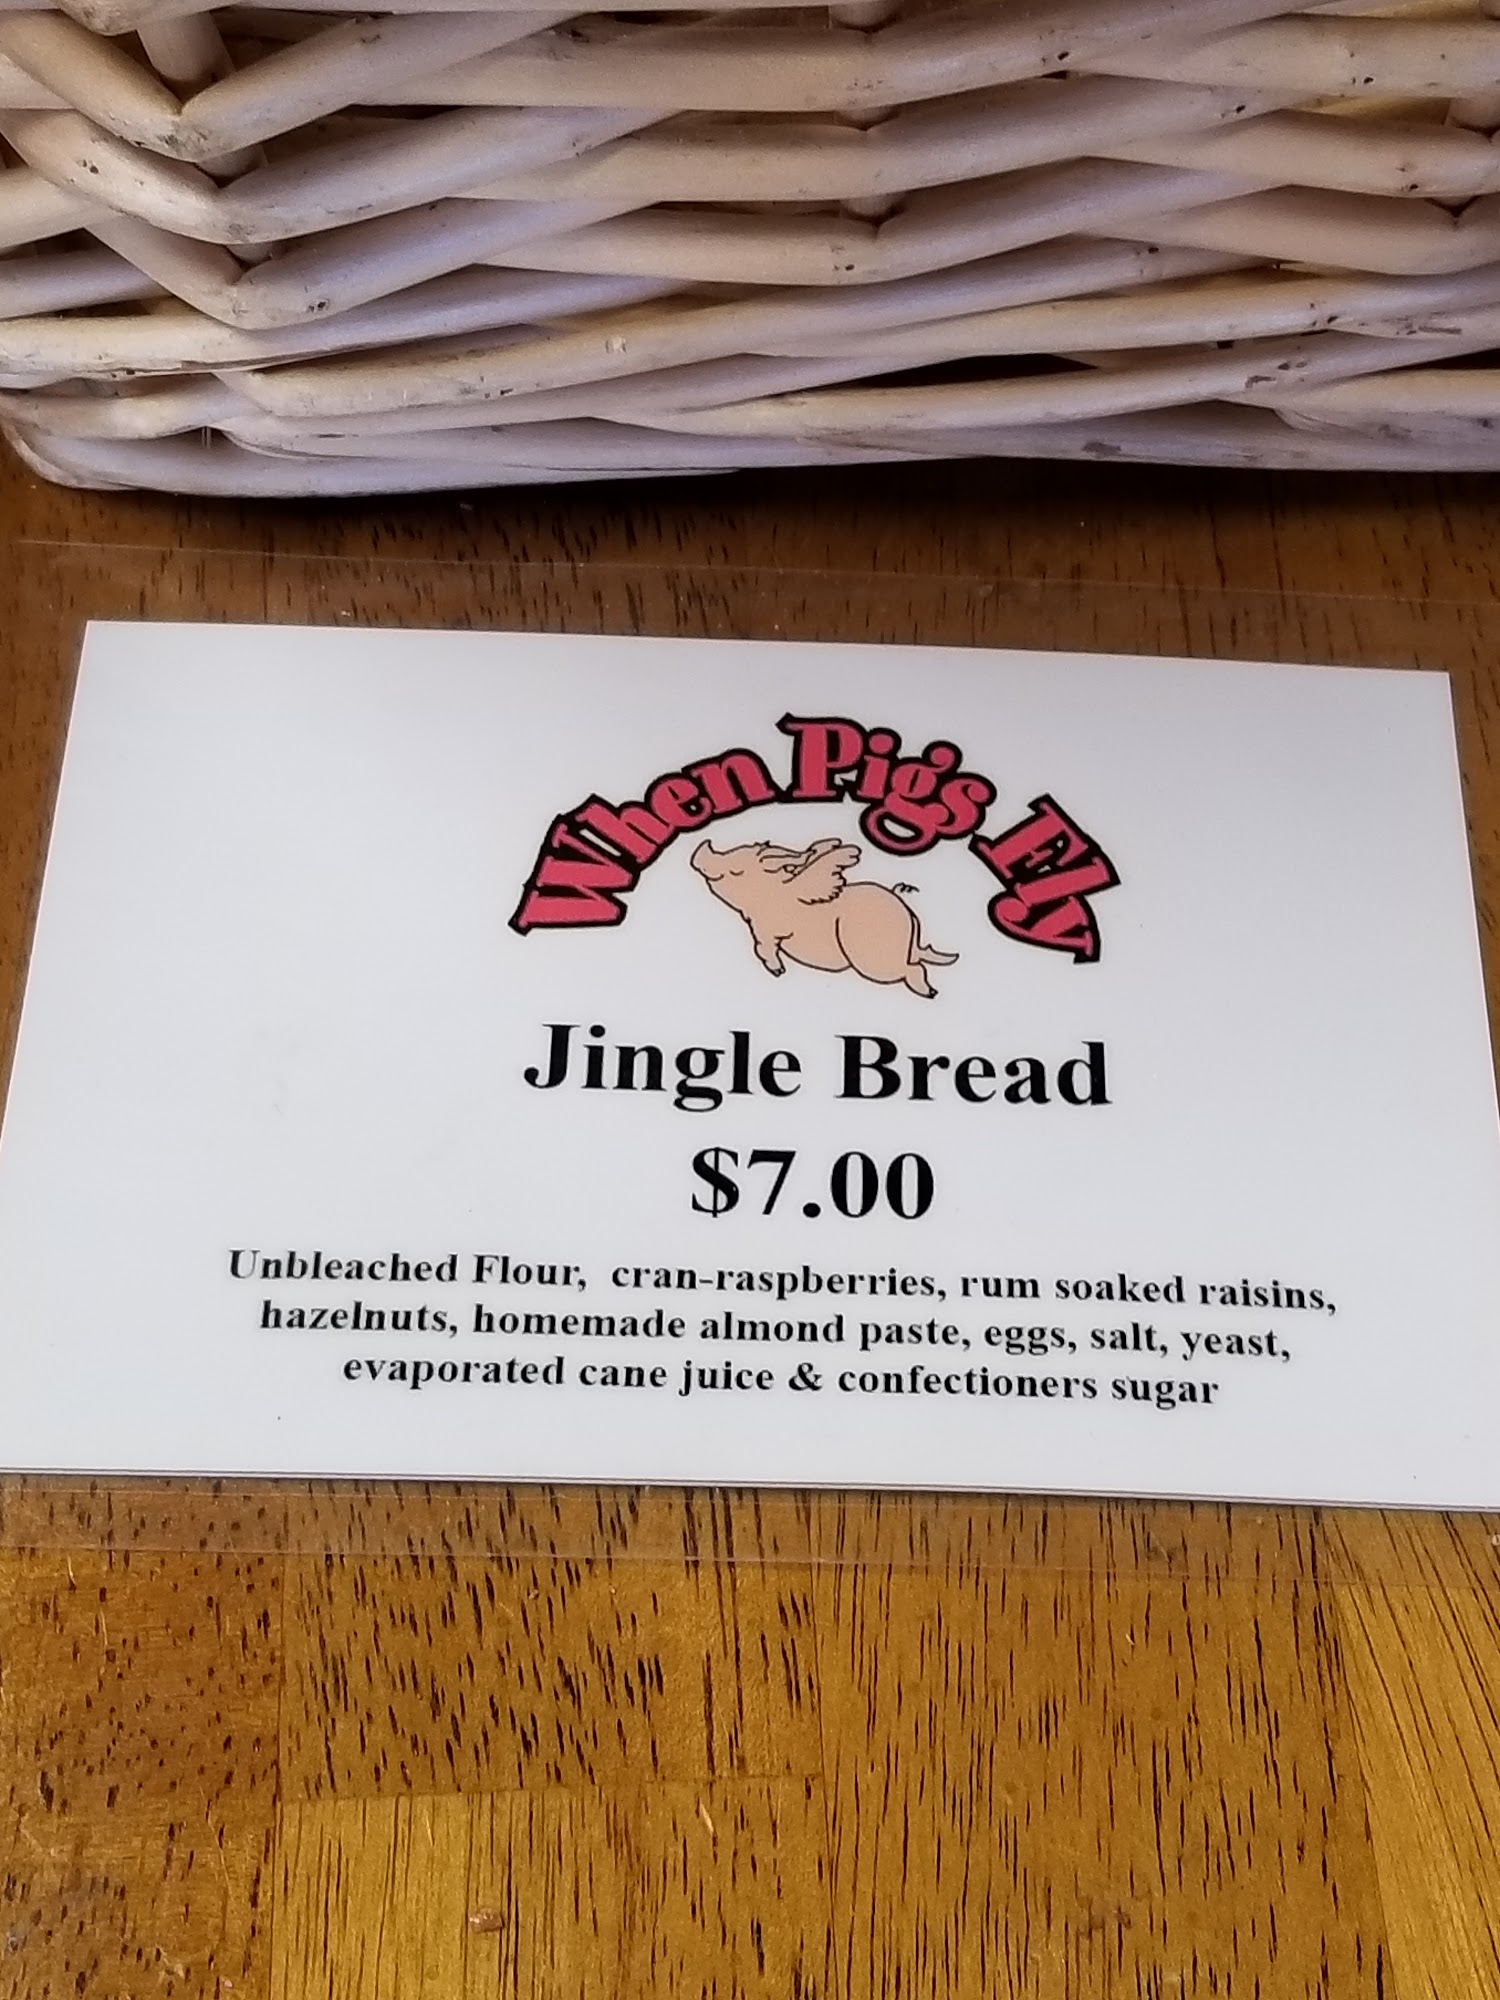 When Pigs Fly
Jingle Bread
$7.00
Unbleached Flour, cran-raspberries, rum soaked raisins,
hazelnuts, homemade almond paste, eggs, salt, yeast,
evaporated cane juice & confectioners sugar